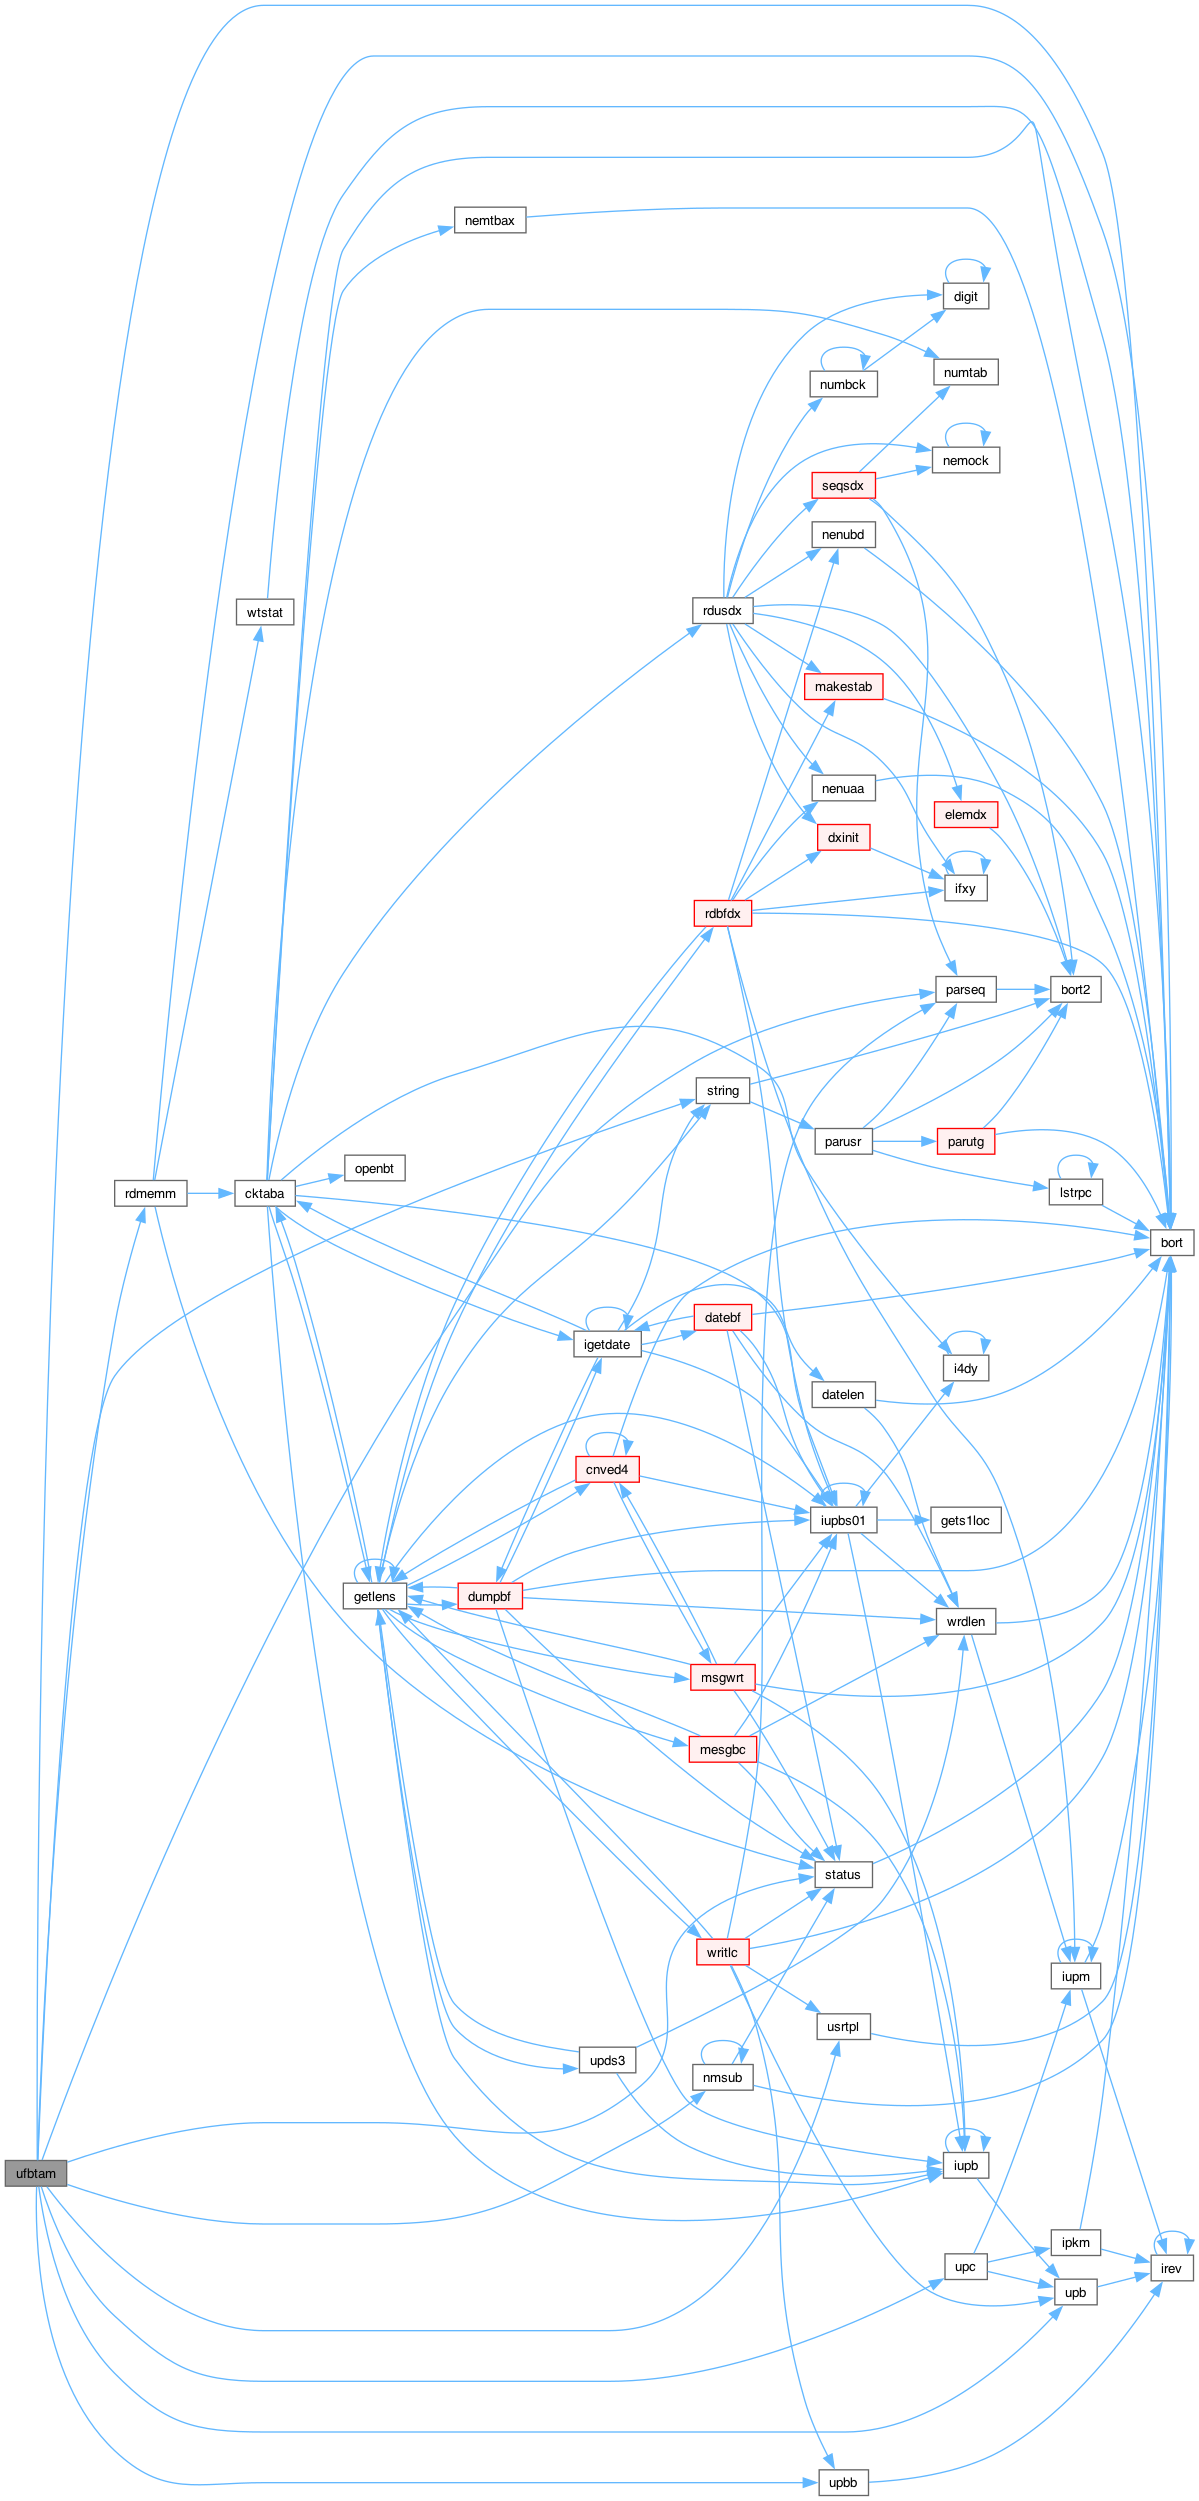 nemtbax
digit
numbck
numtab
nemock
seqsdx
nenubd
wtstat
rdusdx
makestab
nenuaa
elemdx
dxinit
ifxy
rdbfdx
parseq
bort2
string
parusr
parutg
openbt
rdmemm
cktaba
lstrpc
bort
datebf
igetdate
i4dy
datelen
cnved4
iupbs01
gets1loc
getlens
dumpbf
wrdlen
msgwrt
mesgbc
status
writlc
iupm
usrtpl
upds3
nmsub
ufbtam
iupb
ipkm
upc
irev
upb
upbb